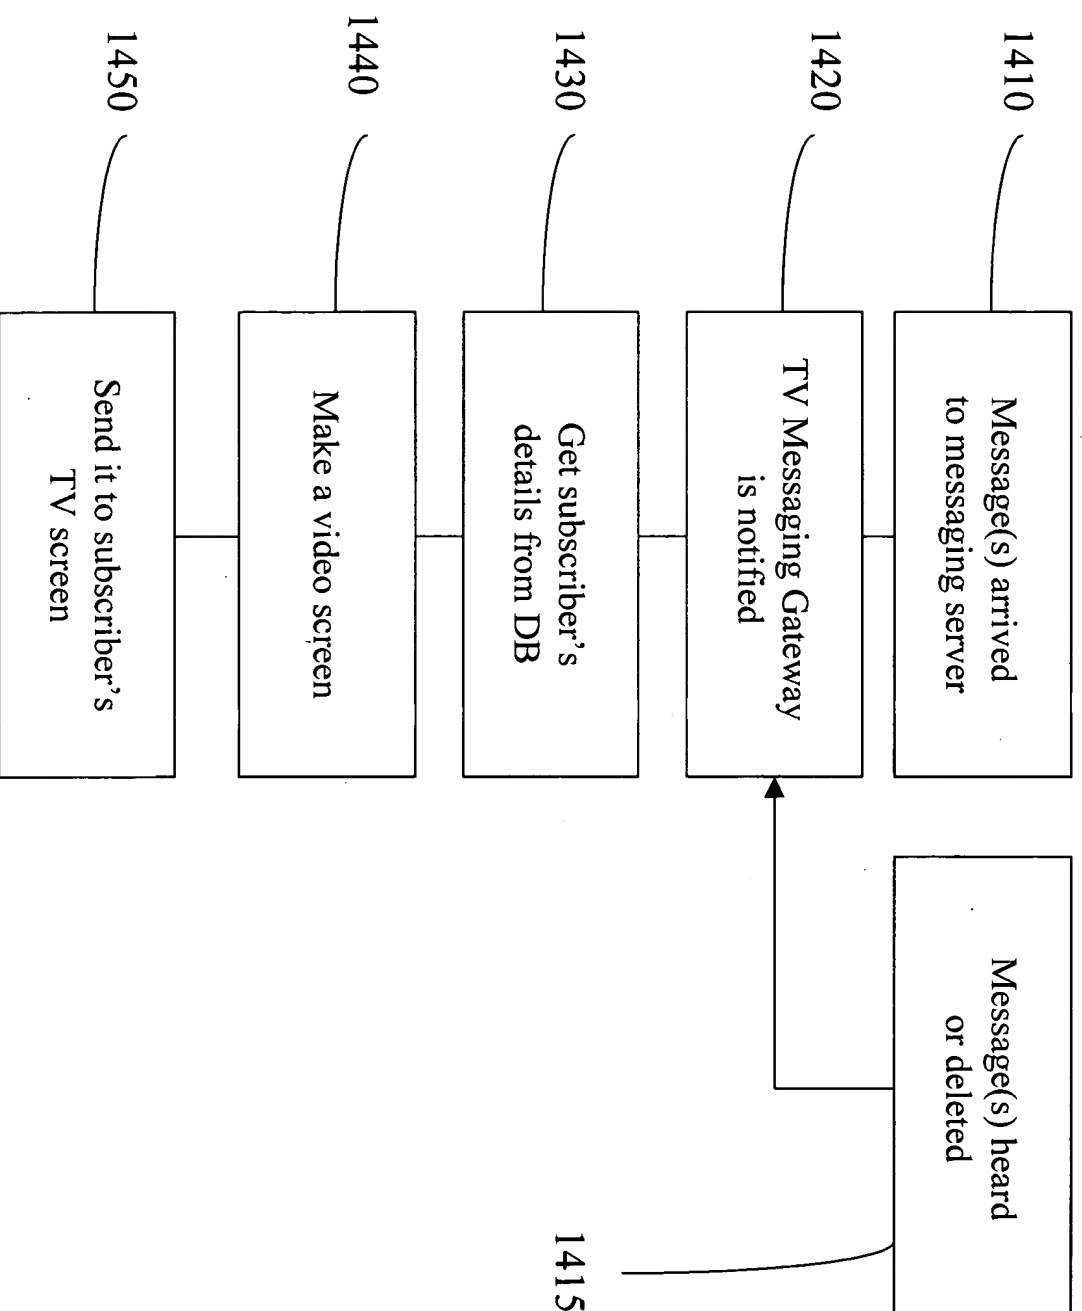 1410
Message(s) arrived
to messaging server
Message(s) heard
or deleted
1415
1420
TV Messaging Gateway
is notified
1430
Get subscriber's
details from DB
1440
Make a video screen
1450
Send it to subscriber's
TV screen